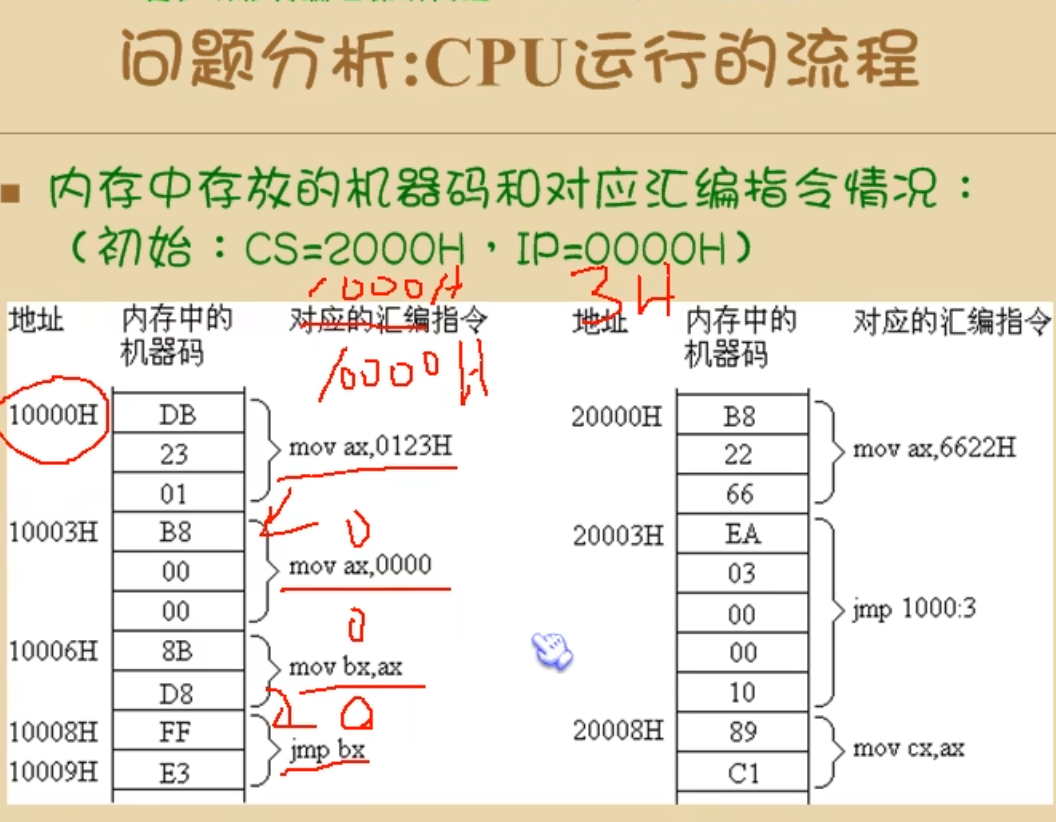 问题分析:CPU运行的流程
■ 内存中存放的机器码和对应汇编指令情况：
（初始：CS=2000H，IP=0000H）
1000H
3H
地址 内存中的机器码 对应的汇编指令
10000H
10000H DB
23 mov ax,0123H
01
10003H B8
0
00 mov ax,0000
00
0
10006H 8B
mov bx,ax
D8
0
10008H FF
jmp bx
10009H E3
地址 内存中的机器码 对应的汇编指令
20000H B8
22 mov ax,6622H
66
20003H EA
03
00 jmp 1000:3
00
10
20008H 89
mov cx,ax
C1